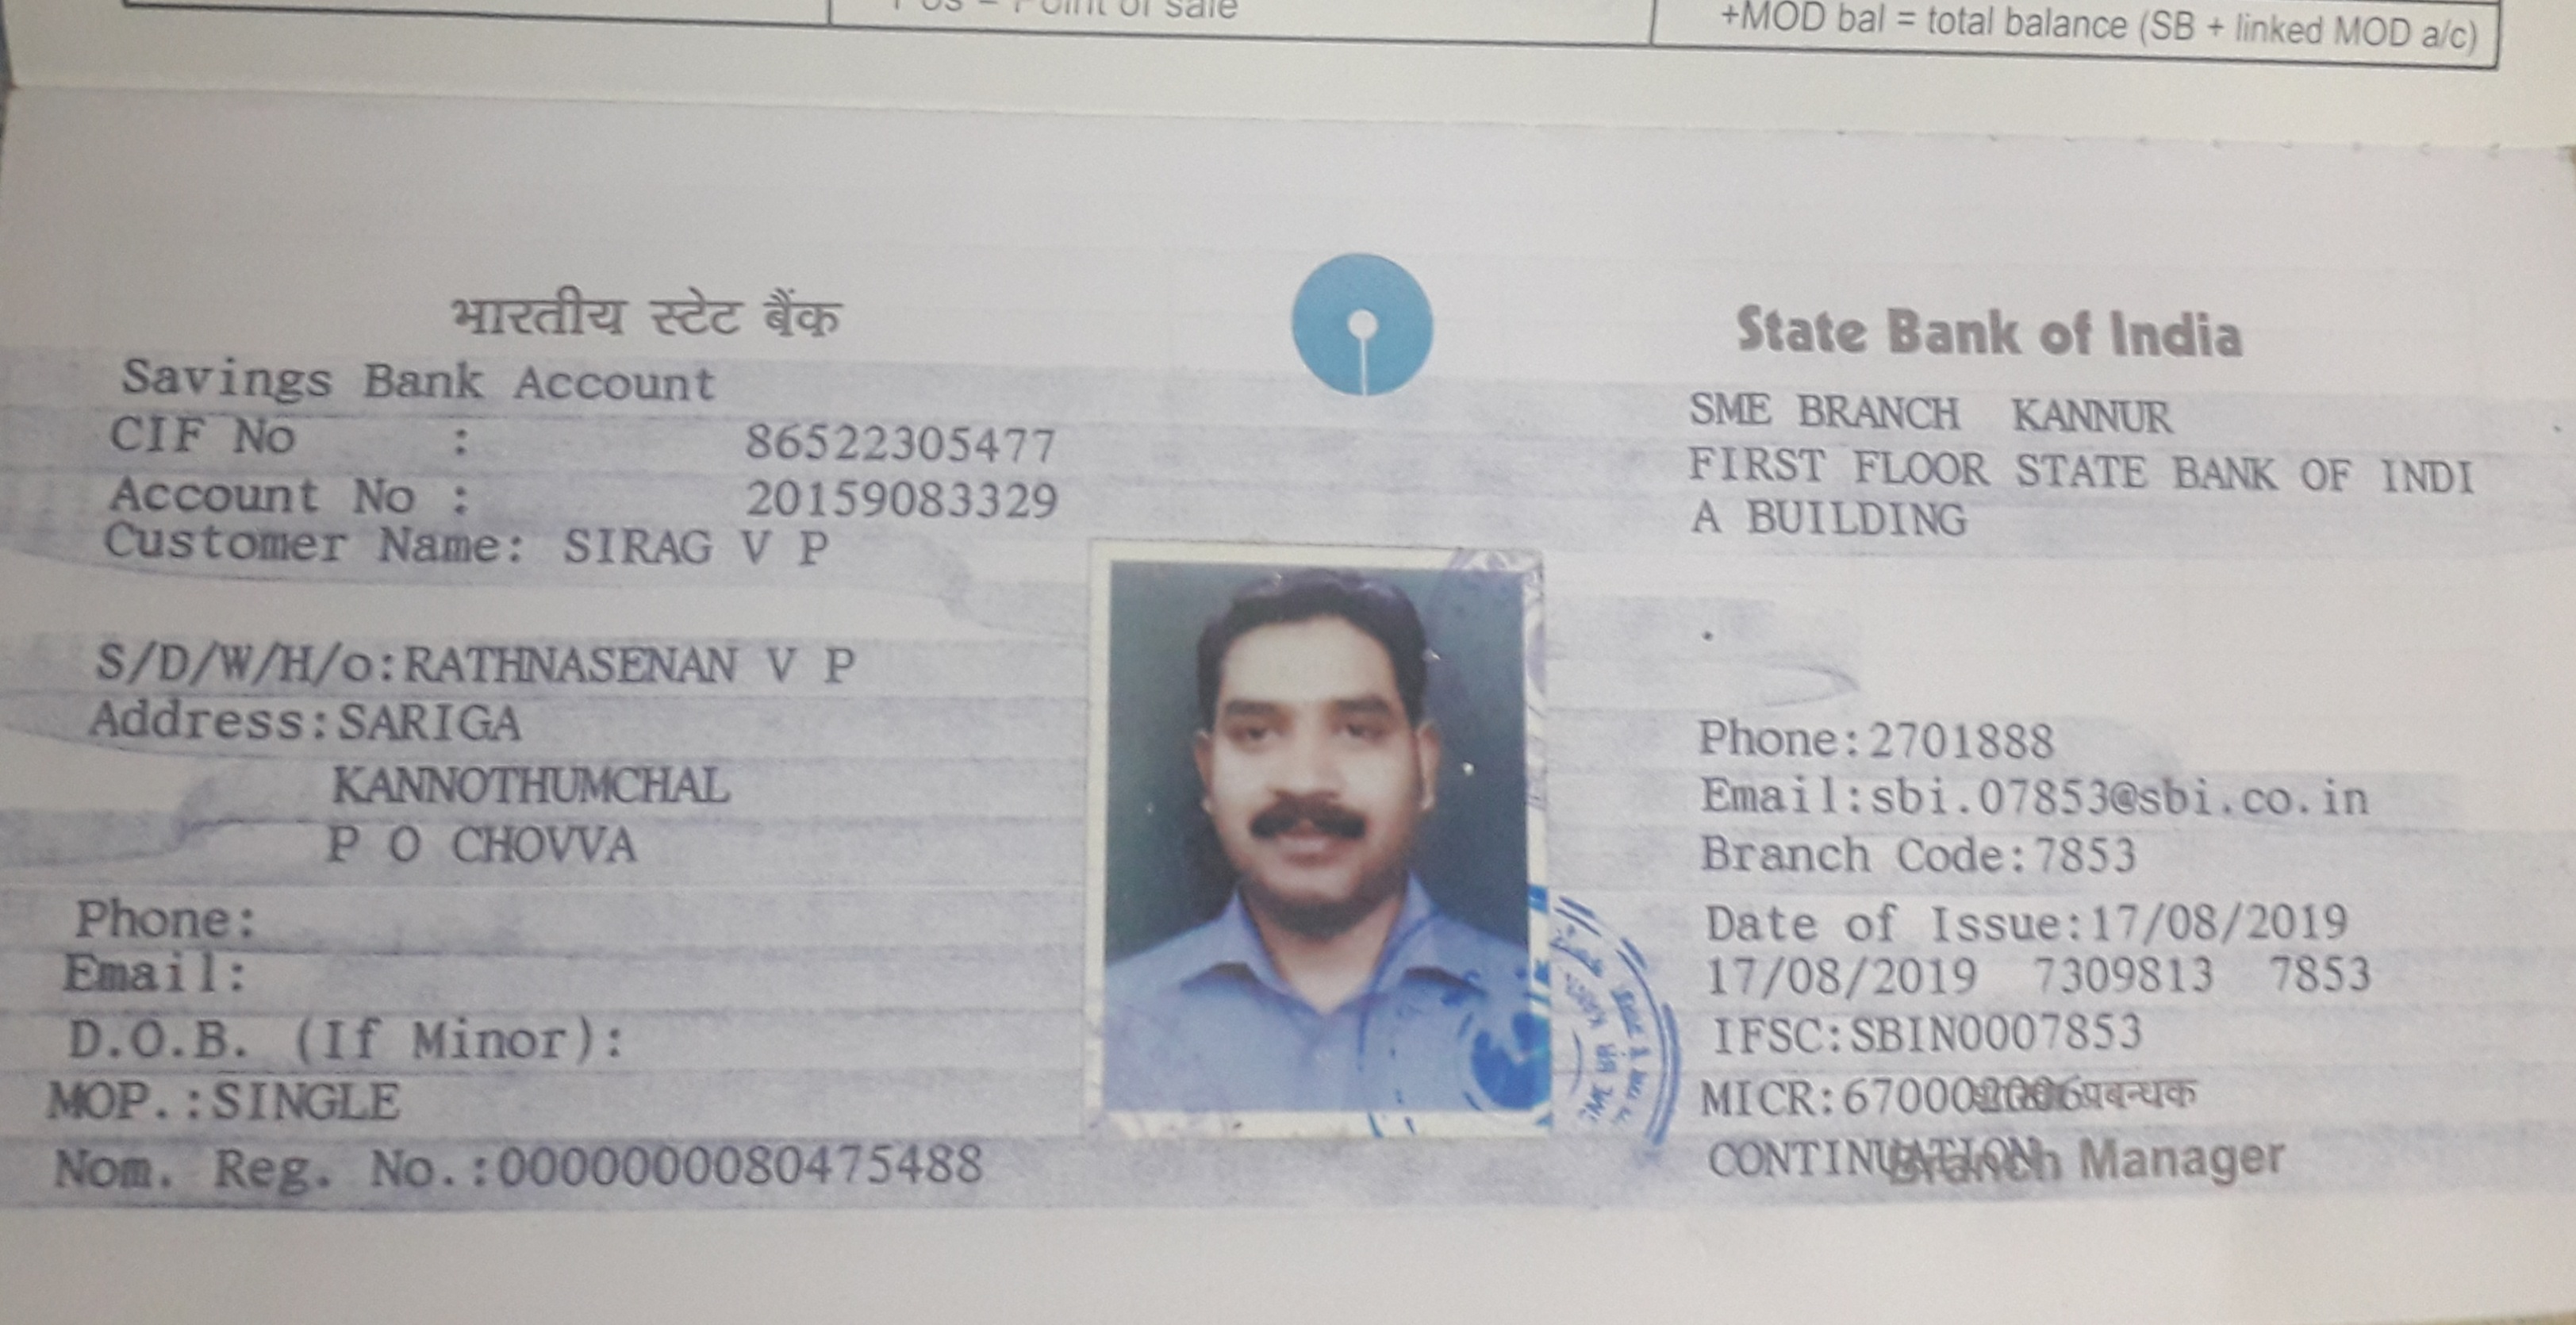 Pos = Point of sale
+MOD bal = total balance (SB + linked MOD a/c)
भारतीय स्टेट बैंक
State Bank of India
Savings Bank Account
CIF No : 86522305477
Account No : 20159083329
Customer Name: SIRAG V P
S/D/W/H/o:RATHNASENAN V P
Address:SARIGA
KANNOTHUMCHAL
P O CHOVVA
Phone:
Email:
D.O.B. (If Minor):
MOP.:SINGLE
Nom. Reg. No.:0000000080475488
SME BRANCH KANNUR
FIRST FLOOR STATE BANK OF INDI
A BUILDING
Phone:2701888
Email:sbi.07853@sbi.co.in
Branch Code:7853
Date of Issue:17/08/2019
17/08/2019 7309813 7853
IFSC:SBIN0007853
MICR:
प्रबन्धक
CONTINUATION
Branch Manager